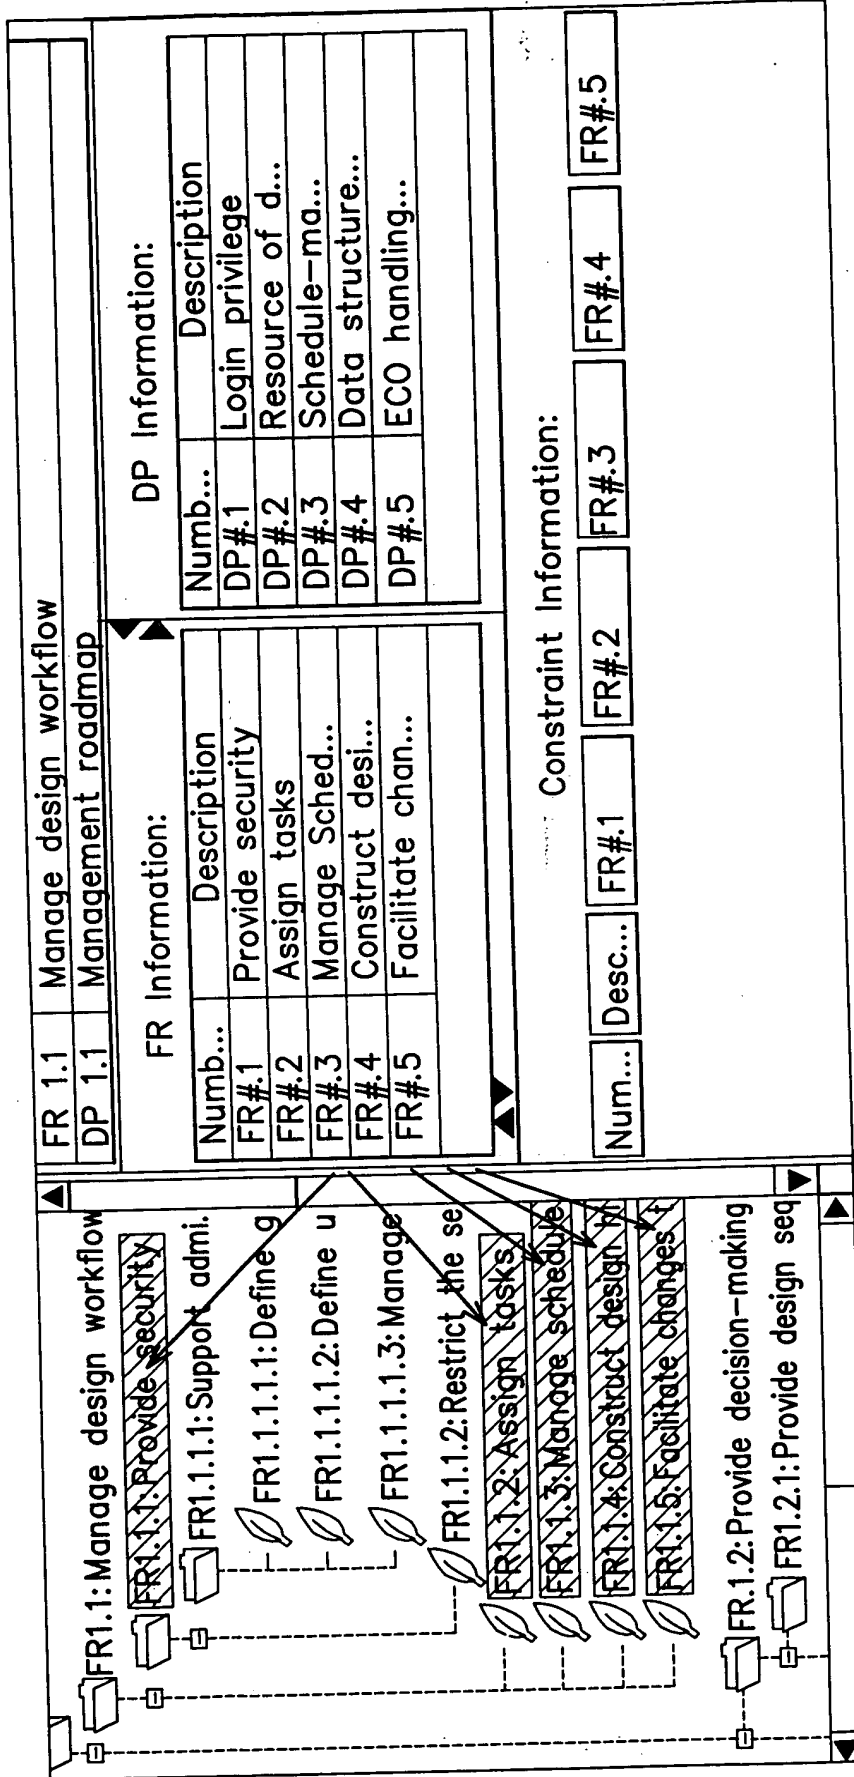 FR1.1:Manage design workflow
FR1.1.1:Provide security
FR1.1.1.1:Support admi.
FR1.1.1.1.1:Define g
FR1.1.1.1.2:Define u
FR1.1.1.1.3:Manage
FR1.1.1.2:Restrict the se
FR1.1.2:Assign tasks
FR1.1.3:Manage schedule
FR1.1.4:Construct design hi
FR1.1.5:Facilitate changes t
FR.1.2:Provide decision-making
FR1.2.1:Provide design seq
FR 1.1 Manage design workflow
DP 1.1 Management roadmap
FR Information:
Numb... Description
FR#.1 Provide security
FR#.2 Assign tasks
FR#.3 Manage Sched...
FR#.4 Construct desi...
FR#.5 Facilitate chan...
DP Information:
Numb... Description
DP#.1 Login privilege
DP#.2 Resource of d...
DP#.3 Schedule-ma...
DP#.4 Data structure...
DP#.5 ECO handling...
Constraint Information:
Num... Desc... FR#.1 FR#.2 FR#.3 FR#.4 FR#.5